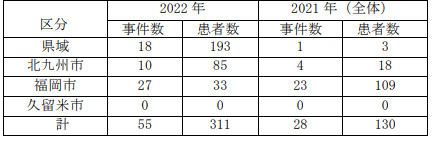 区分 2022 年 2021 年（全体）
事件数 患者数 事件数 患者数
県域 18 193 1 3
北九州市 10 85 4 18
福岡市 27 33 23 109
久留米市 0 0 0 0
計 55 311 28 130